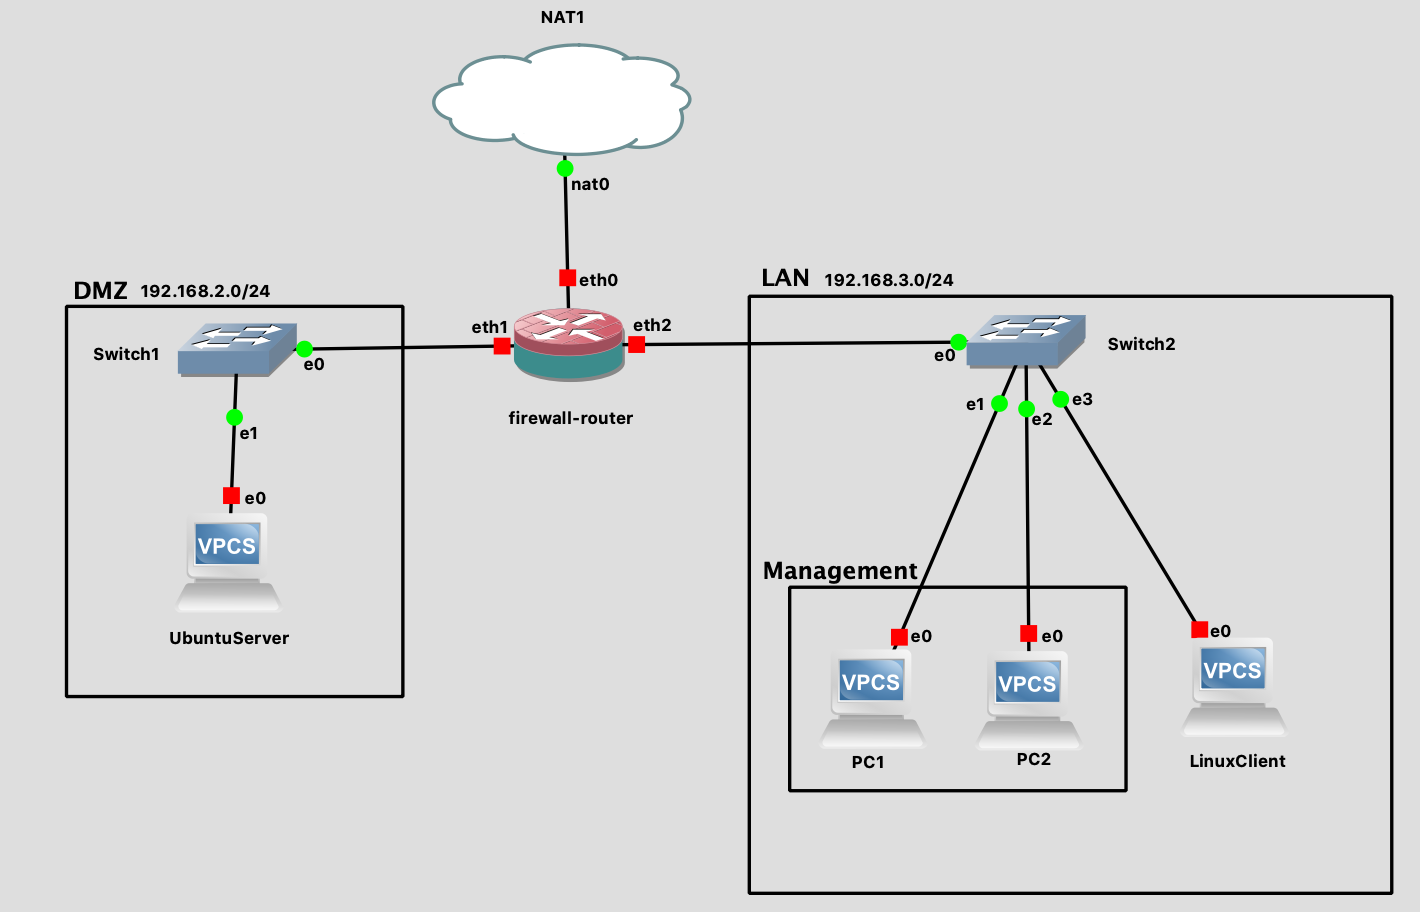 NAT1
nat0
eth0
DMZ 192.168.2.0/24
LAN 192.168.3.0/24
Switch1
e0
eth1
eth2
firewall-router
e0
Switch2
e1
e2
e3
e1
e0
VPCS
UbuntuServer
Management
e0
e0
e0
VPCS
VPCS
VPCS
PC1
PC2
LinuxClient